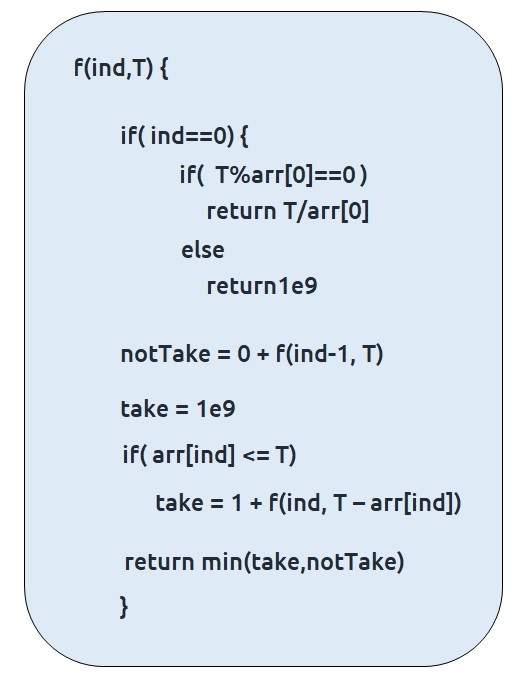 f(ind,T) {
if( ind==0) {
if(  T%arr[0]==0 )
return T/arr[0]
else
return1e9
notTake = 0 + f(ind-1, T)
take = 1e9
if( arr[ind] <= T)
take = 1 + f(ind, T – arr[ind])
return min(take,notTake)
}